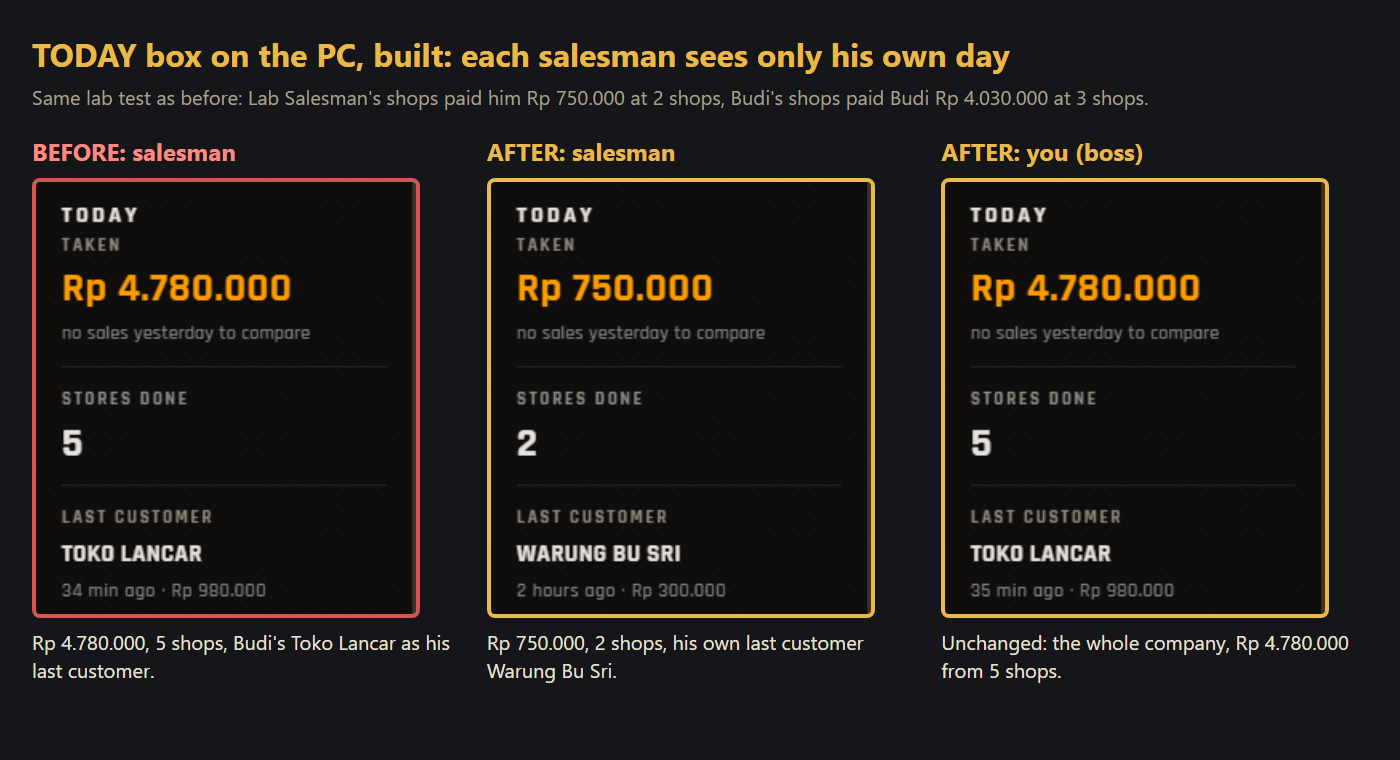 TODAY box on the PC, built: each salesman sees only his own day
Same lab test as before: Lab Salesman's shops paid him Rp 750.000 at 2 shops, Budi's shops paid Budi Rp 4.030.000 at 3 shops.
BEFORE: salesman
TODAY
TAKEN
Rp 4.780.000
no sales yesterday to compare
STORES DONE
5
LAST CUSTOMER
TOKO LANCAR
34 min ago · Rp 980.000
Rp 4.780.000, 5 shops, Budi's Toko Lancar as his
last customer.
AFTER: salesman
TODAY
TAKEN
Rp 750.000
no sales yesterday to compare
STORES DONE
2
LAST CUSTOMER
WARUNG BU SRI
2 hours ago · Rp 300.000
Rp 750.000, 2 shops, his own last customer
Warung Bu Sri.
AFTER: you (boss)
TODAY
TAKEN
Rp 4.780.000
no sales yesterday to compare
STORES DONE
5
LAST CUSTOMER
TOKO LANCAR
35 min ago · Rp 980.000
Unchanged: the whole company, Rp 4.780.000
from 5 shops.